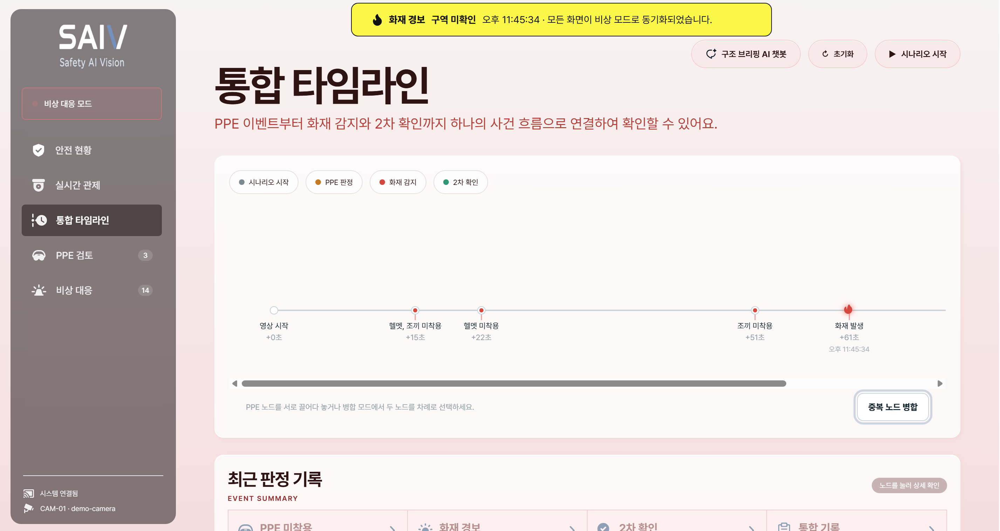 화재 경보 구역 미확인 오후 11:45:34 · 모든 화면이 비상 모드로 동기화되었습니다.
SAIV
Safety AI Vision
비상 대응 모드
안전 현황
실시간 관제
통합 타임라인
PPE 검토 3
비상 대응 14
시스템 연결됨
CAM-01 · demo-camera
구조 브리핑 AI 챗봇
초기화
시나리오 시작
통합 타임라인
PPE 이벤트부터 화재 감지와 2차 확인까지 하나의 사건 흐름으로 연결하여 확인할 수 있어요.
시나리오 시작
PPE 판정
화재 감지
2차 확인
영상 시작
+0초
헬멧, 조끼 미착용
+15초
헬멧 미착용
+22초
조끼 미착용
+51초
화재 발생
+61초
오후 11:45:34
PPE 노드를 서로 끌어다 놓거나 병합 모드에서 두 노드를 차례로 선택하세요.
중복 노드 병합
최근 판정 기록
EVENT SUMMARY
노드를 눌러 상세 확인
PPE 미착용
화재 경보
2차 확인
통합 기록